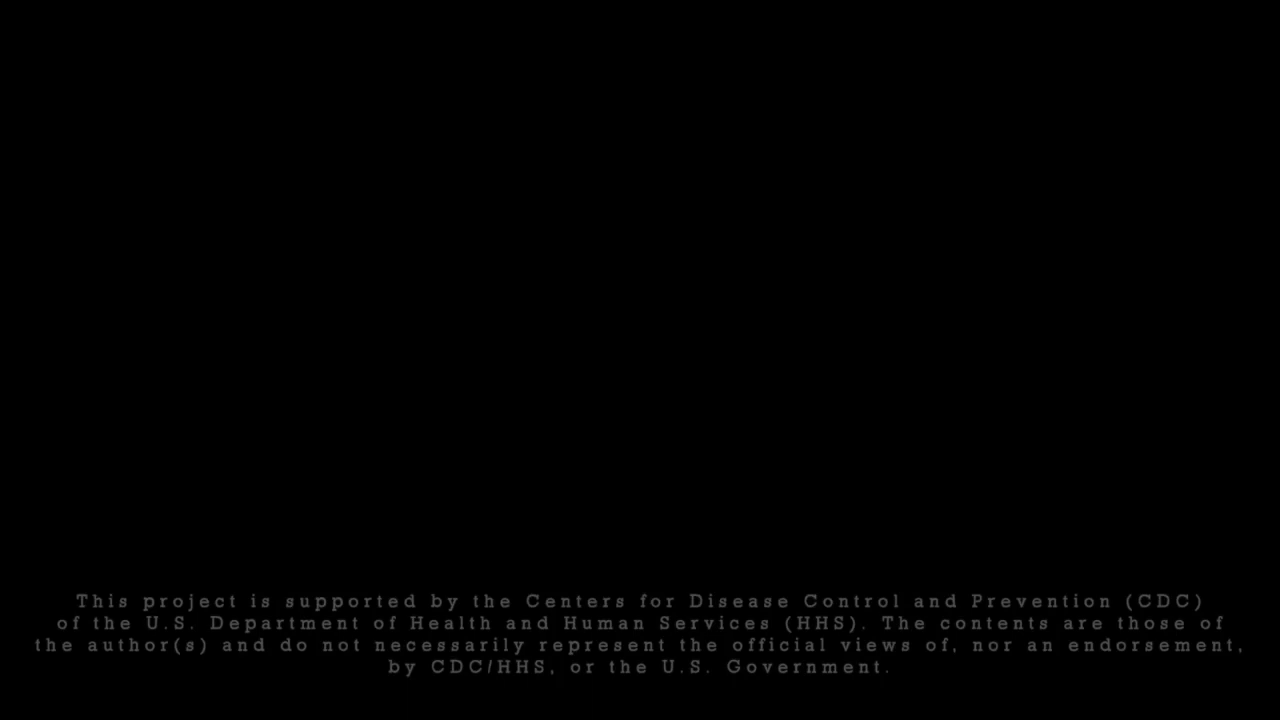 This project is supported by the Centers for Disease Control and Prevention (CDC)
of the U.S. Department of Health and Human Services (HHS). The contents are those of
the author(s) and do not necessarily represent the official views of, nor an endorsement,
by CDC/HHS, or the U.S. Government.